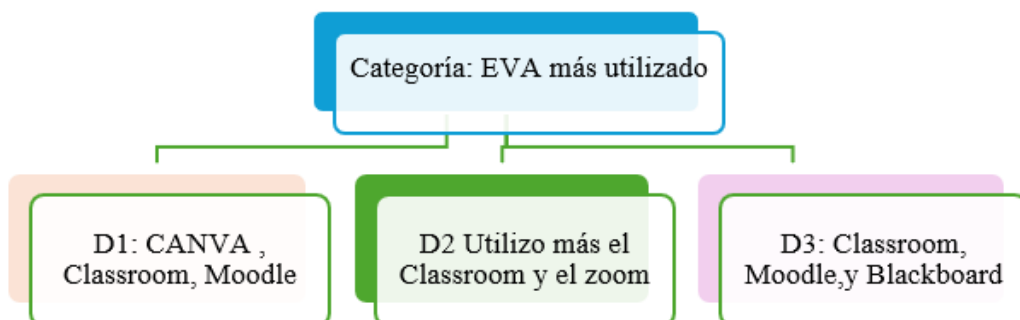 Categoría: EVA más utilizado
D1: CANVA ,
Classroom, Moodle
D2 Utilizo más el
Classroom y el zoom
D3: Classroom,
Moodle,y Blackboard